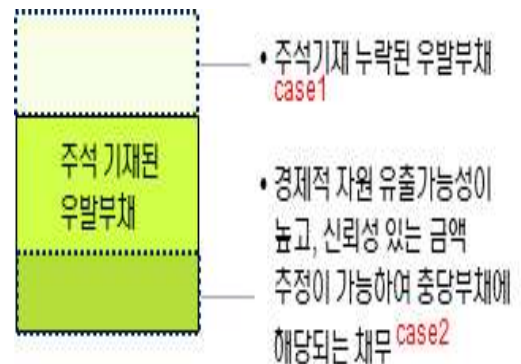 • 주석기재 누락된 우발부채
case1
주석 기재된
우발부채
• 경제적 자원 유출가능성이
높고, 신뢰성 있는 금액
추정이 가능하여 충당부채에
해당되는 채무 case2